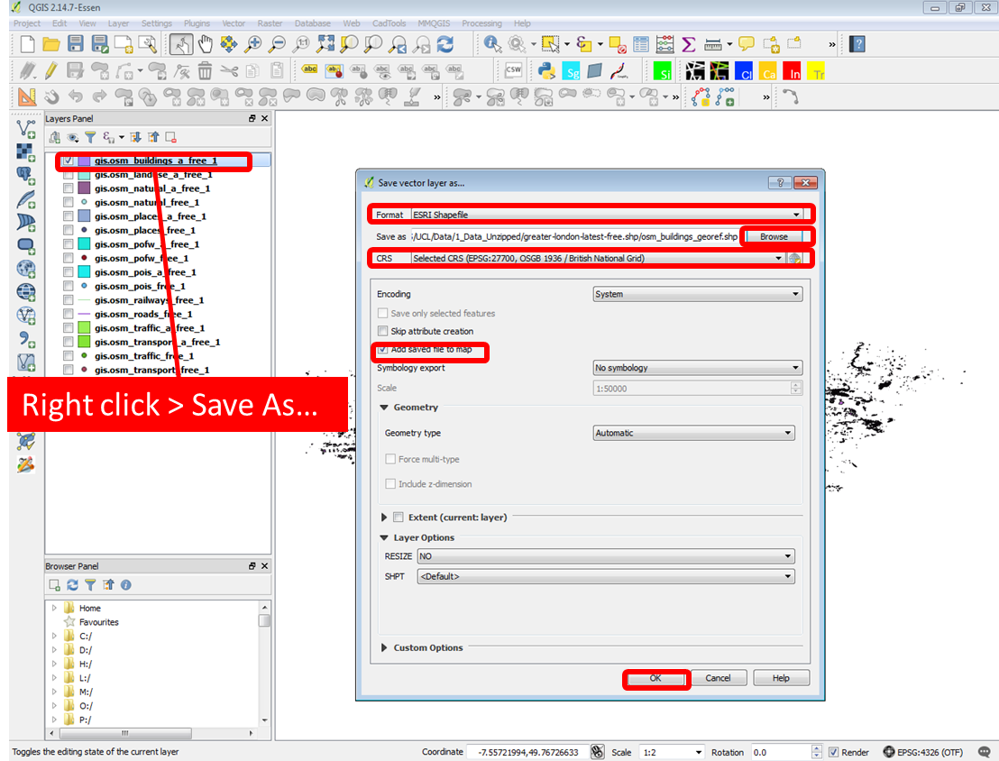 QGIS 2.14.7-Essen
Project Edit View Layer Settings Plugins Vector Raster Database Web CadTools MMQGIS Processing Help
abc ab abc abc abc abc abc CSW Sg Si Cl Ca In Tr
Layers Panel
gis.osm_buildings_a_free_1
gis.osm_landuse_a_free_1
gis.osm_natural_a_free_1
gis.osm_natural_free_1
gis.osm_places_a_free_1
gis.osm_places_free_1
gis.osm_pofw_a_free_1
gis.osm_pofw_free_1
gis.osm_pois_a_free_1
gis.osm_pois_free_1
gis.osm_railways_free_1
gis.osm_roads_free_1
gis.osm_traffic_a_free_1
gis.osm_transport_a_free_1
gis.osm_traffic_free_1
gis.osm_transport_free_1
Right click > Save As...
Save vector layer as...
Format ESRI Shapefile
Save as ;/UCL/Data/1_Data_Unzipped/greater-london-latest-free.shp/osm_buildings_georef.shp Browse
CRS Selected CRS (EPSG:27700, OSGB 1936 / British National Grid)
Encoding System
Save only selected features
Skip attribute creation
Add saved file to map
Symbology export No symbology
Scale 1:50000
Geometry
Geometry type Automatic
Force multi-type
Include z-dimension
Extent (current: layer)
Layer Options
RESIZE NO
SHPT <Default>
Custom Options
OK Cancel Help
Browser Panel
Home
Favourites
C:/
D:/
H:/
L:/
M:/
O:/
P:/
Toggles the editing state of the current layer Coordinate -7.55721994,49.76726633 Scale 1:2 Rotation 0.0 Render EPSG:4326 (OTF)